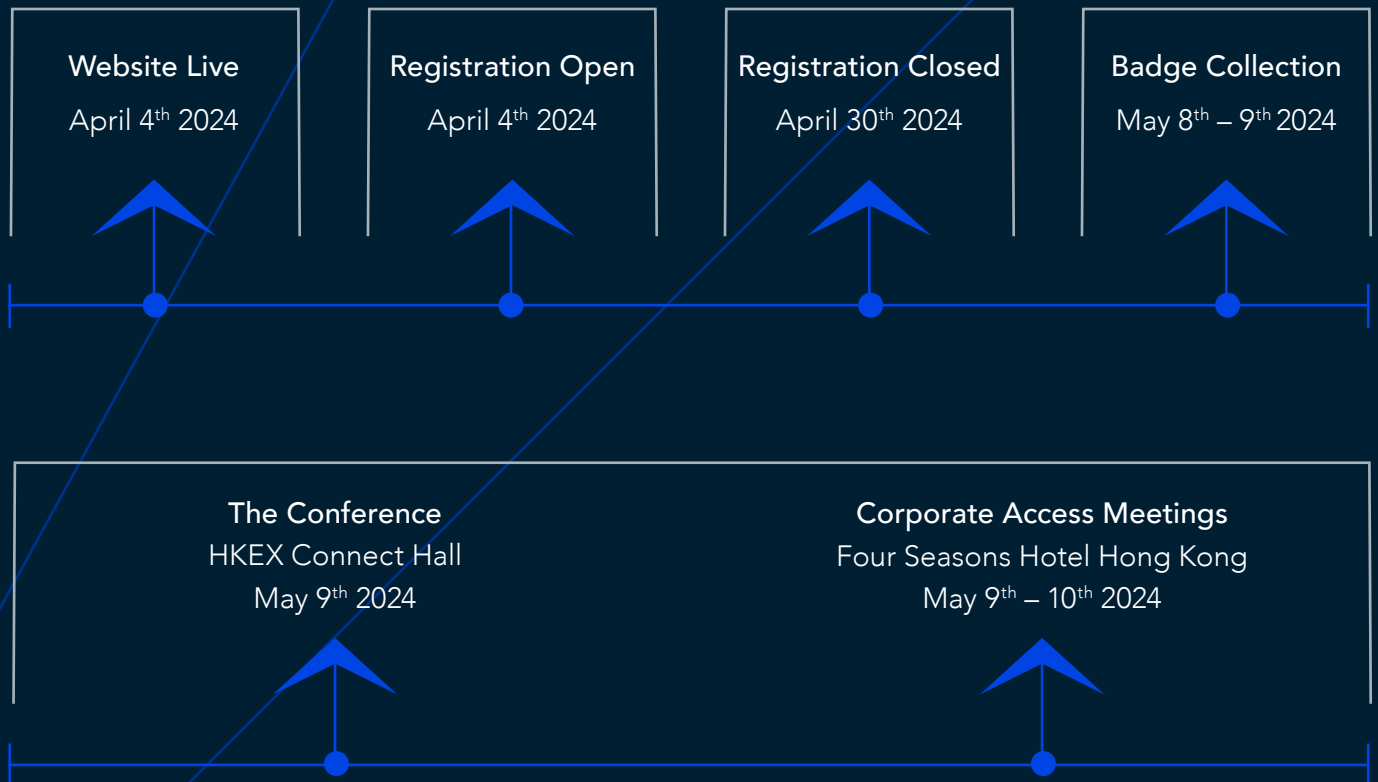 Website Live
April 4th 2024
Registration Open
April 4th 2024
Registration Closed
April 30th 2024
Badge Collection
May 8th – 9th 2024
The Conference
HKEX Connect Hall
May 9th 2024
Corporate Access Meetings
Four Seasons Hotel Hong Kong
May 9th – 10th 2024